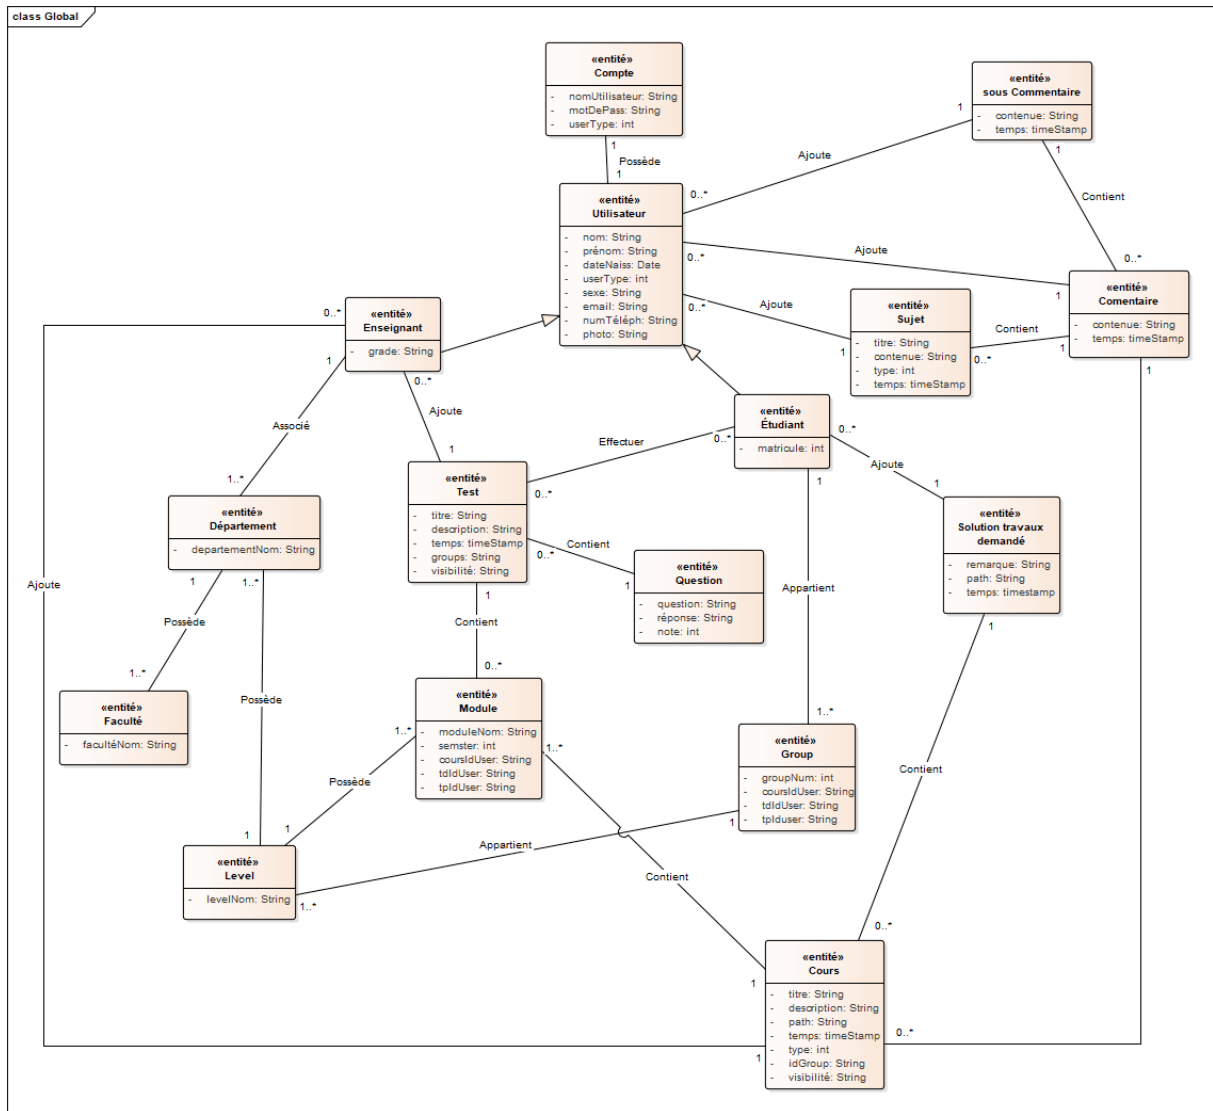 class Global
«entité»
Compte
- nomUtilisateur: String
- motDePass: String
- userType: int
1
Possède
1
«entité»
sous Commentaire
- contenue: String
- temps: timeStamp
1
Ajoute
0..*
1
Contient
0..*
«entité»
Utilisateur
- nom: String
- prénom: String
- dateNaiss: Date
- userType: int
- sexe: String
- email: String
- numTéléph: String
- photo: String
Ajoute
0..*
1
«entité»
Comentaire
- contenue: String
- temps: timeStamp
Ajoute
0..*
1
«entité»
Sujet
- titre: String
- contenue: String
- type: int
- temps: timeStamp
Contient
0..*
1
1
0..*
«entité»
Enseignant
- grade: String
1
0..*
Ajoute
1
Associé
1..*
«entité»
Étudiant
- matricule: int
Effectuer
0..*
0..*
0..*
Ajoute
1
1
«entité»
Test
- titre: String
- description: String
- temps: timeStamp
- groups: String
- visibilité: String
«entité»
Département
- departementNom: String
«entité»
Solution travaux
demandé
- remarque: String
- path: String
- temps: timestamp
Contient
0..*
1
«entité»
Question
- question: String
- réponse: String
- note: int
Ajoute
1
1..*
Possède
1..*
1
Contient
0..*
Appartient
1..*
1
«entité»
Faculté
- facultéNom: String
Possède
1
«entité»
Module
- moduleNom: String
- semster: int
- coursIdUser: String
- tdIdUser: String
- tpIdUser: String
1..*
1..*
Possède
1
«entité»
Group
- groupNum: int
- coursIdUser: String
- tdIdUser: String
- tpIduser: String
1
Appartient
1..*
Contient
0..*
«entité»
Level
- levelNom: String
Contient
1
«entité»
Cours
- titre: String
- description: String
- path: String
- temps: timeStamp
- type: int
- idGroup: String
- visibilité: String
0..*
1